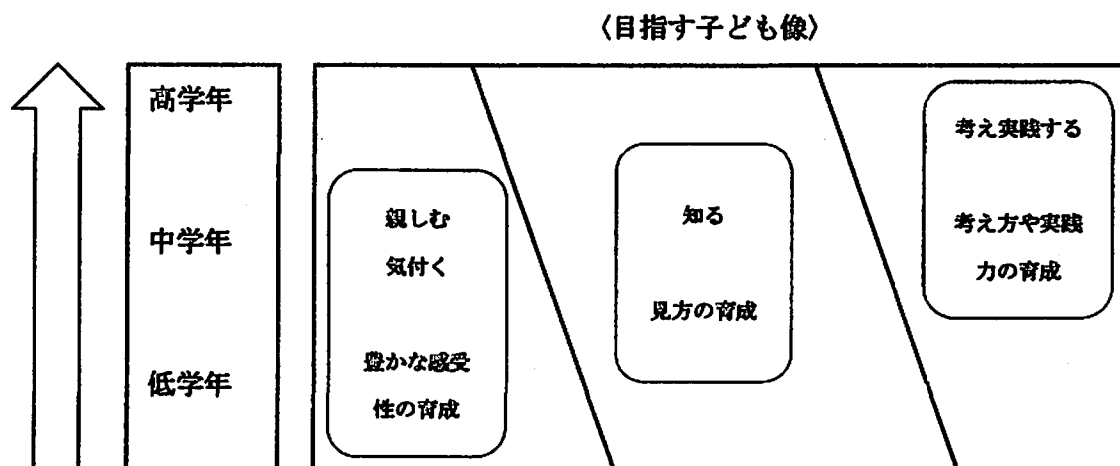 〈目指す子ども像〉
高学年
中学年
低学年
親しむ
気付く
豊かな感受
性の育成
知る
見方の育成
考え実践する
考え方や実践
力の育成